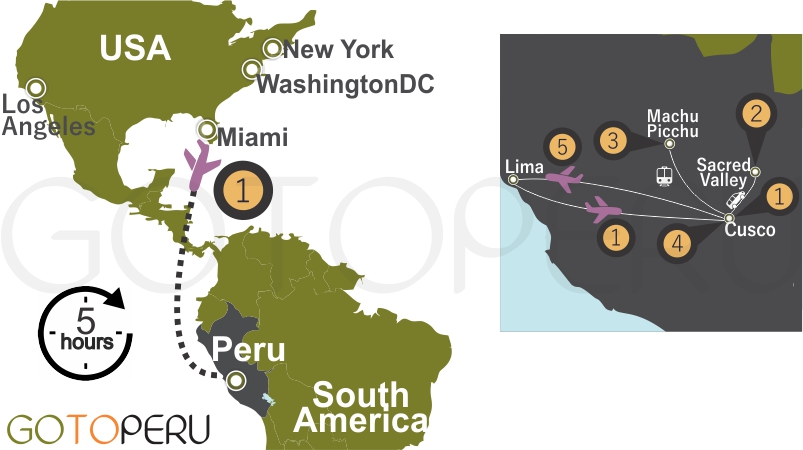 USA
New York
WashingtonDC
Los
Angeles
Miami
1
5
hours
Peru
South
America
GOTOPERU
GOTOPERU
Machu
Picchu
2
3
5
Lima
Sacred
Valley
1
Cusco
1
4